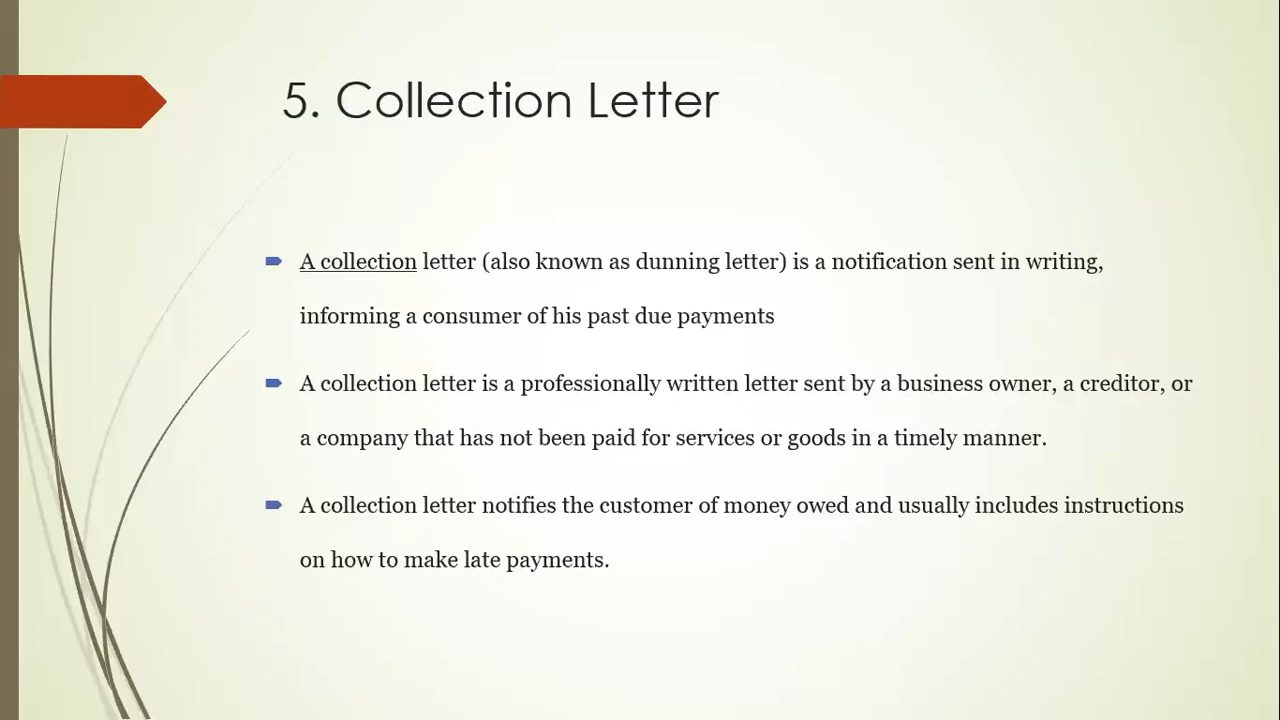 5. Collection Letter
A collection letter (also known as dunning letter) is a notification sent in writing,
informing a consumer of his past due payments
A collection letter is a professionally written letter sent by a business owner, a creditor, or
a company that has not been paid for services or goods in a timely manner.
A collection letter notifies the customer of money owed and usually includes instructions
on how to make late payments.